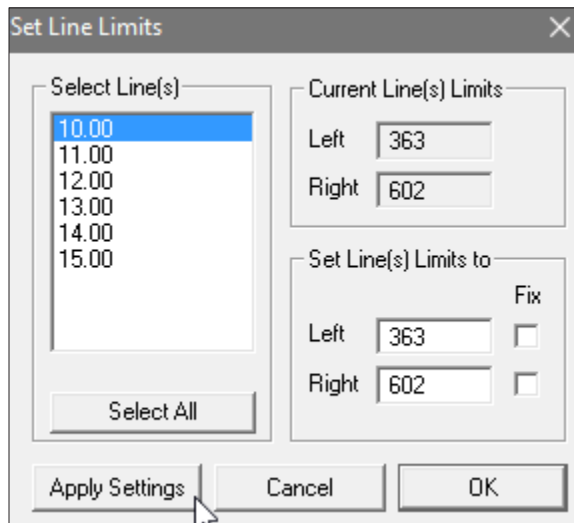 Set Line Limits
Select Line(s)
10.00
11.00
12.00
13.00
14.00
15.00
Select All
Current Line(s) Limits
Left 363
Right 602
Set Line(s) Limits to
Fix
Left 363
Right 602
Apply Settings Cancel OK